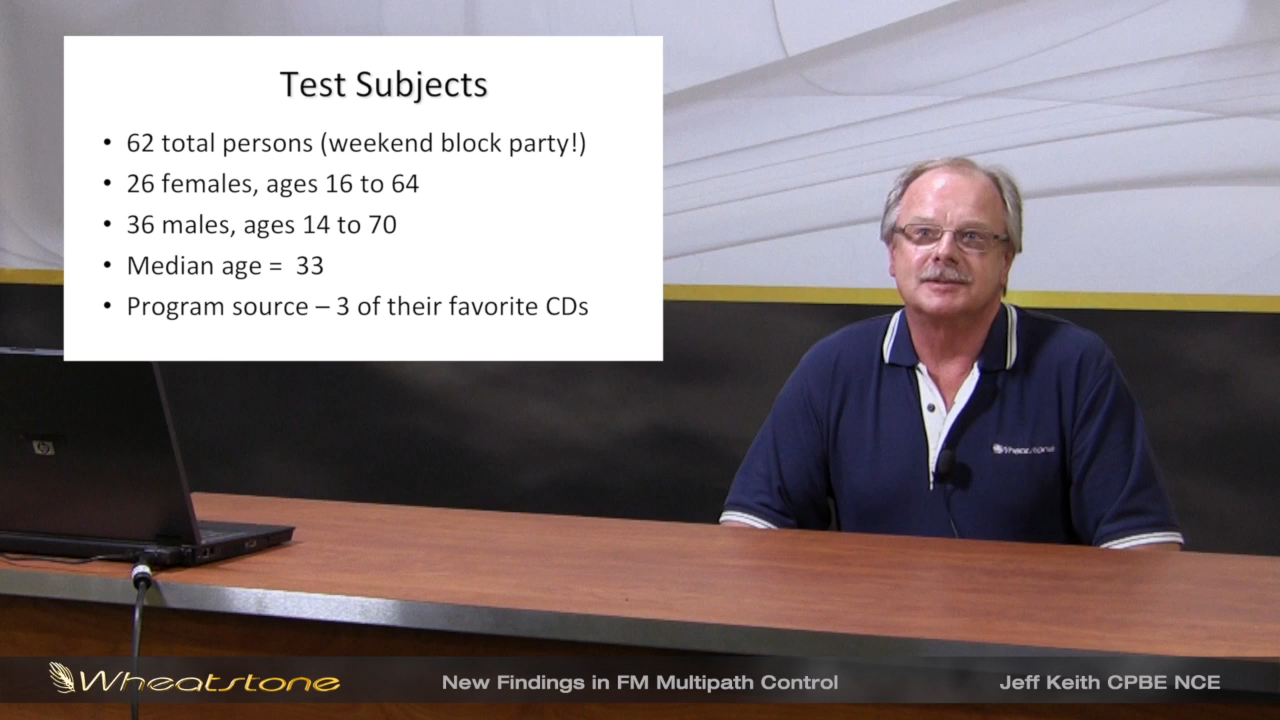 Test Subjects
• 62 total persons (weekend block party!)
• 26 females, ages 16 to 64
• 36 males, ages 14 to 70
• Median age = 33
• Program source – 3 of their favorite CDs
hp
Wheatstone
Wheatstone
New Findings in FM Multipath Control
Jeff Keith CPBE NCE